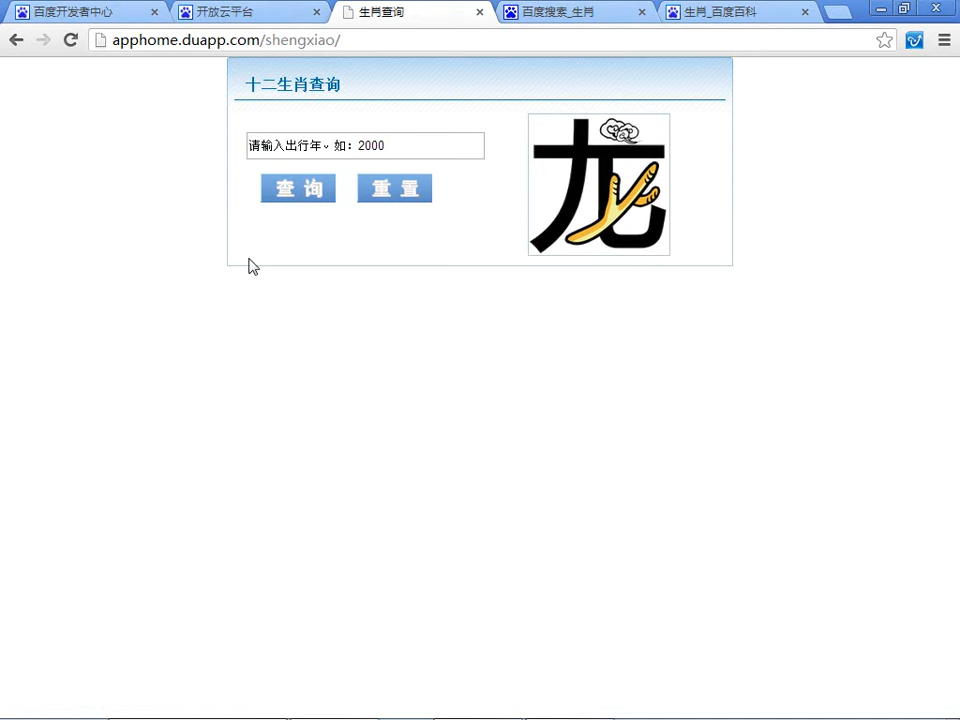 百度开发者中心
开放云平台
生肖查询
百度搜索_生肖
生肖_百度百科
apphome.duapp.com/shengxiao/
十二生肖查询
请输入出行年。如：2000
查 询
重 置
龙